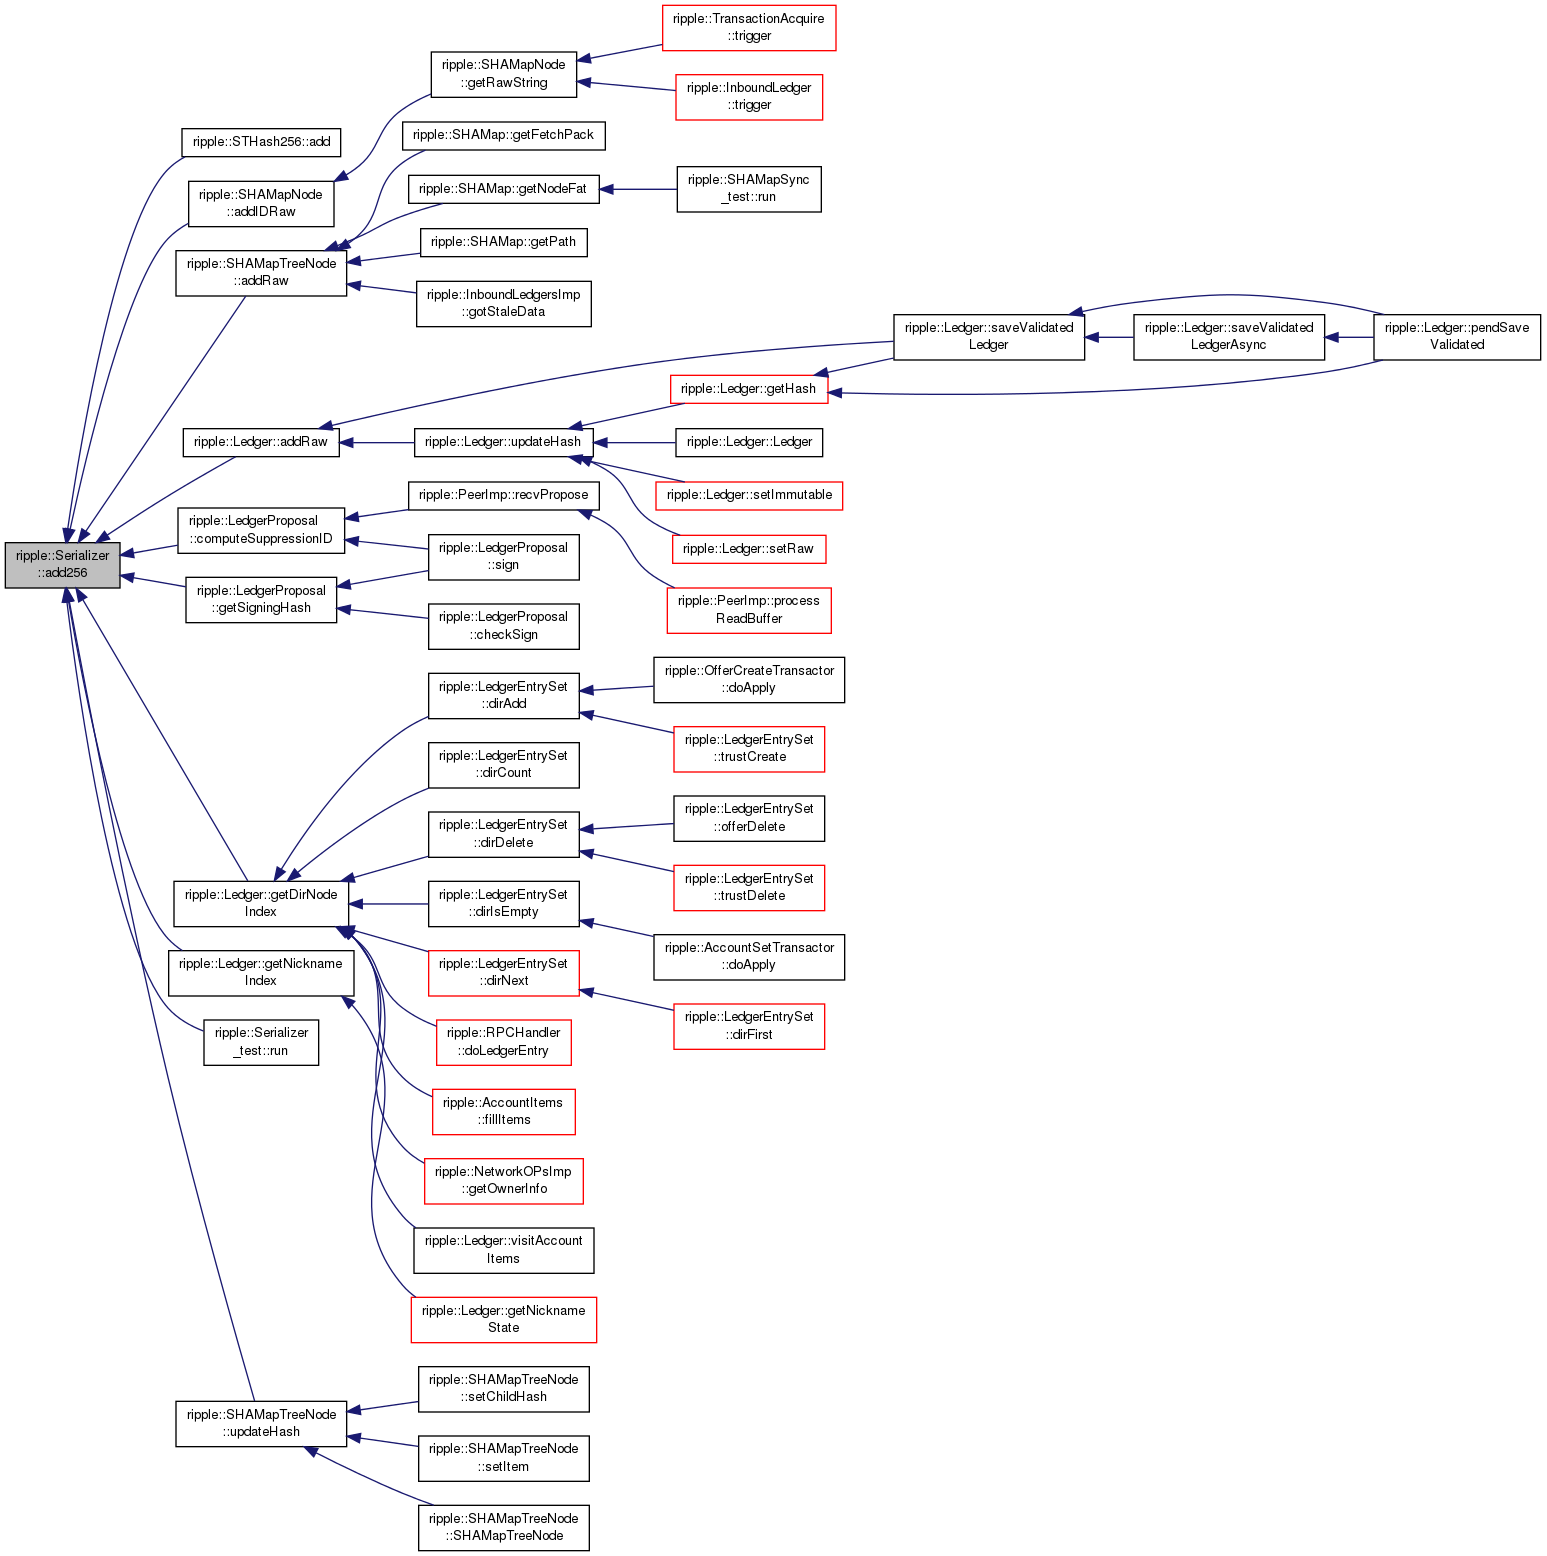 ripple::TransactionAcquire
::trigger
ripple::SHAMapNode
::getRawString
ripple::InboundLedger
::trigger
ripple::STHash256::add
ripple::SHAMap::getFetchPack
ripple::SHAMapNode
::addIDRaw
ripple::SHAMap::getNodeFat
ripple::SHAMapSync
_test::run
ripple::SHAMapTreeNode
::addRaw
ripple::SHAMap::getPath
ripple::InboundLedgersImp
::gotStaleData
ripple::Ledger::saveValidated
Ledger
ripple::Ledger::saveValidated
LedgerAsync
ripple::Ledger::pendSave
Validated
ripple::Ledger::getHash
ripple::Ledger::addRaw
ripple::Ledger::updateHash
ripple::Ledger::Ledger
ripple::Ledger::setImmutable
ripple::PeerImp::recvPropose
ripple::LedgerProposal
::computeSuppressionID
ripple::LedgerProposal
::sign
ripple::Ledger::setRaw
ripple::Serializer
::add256
ripple::LedgerProposal
::getSigningHash
ripple::LedgerProposal
::checkSign
ripple::PeerImp::process
ReadBuffer
ripple::LedgerEntrySet
::dirAdd
ripple::OfferCreateTransactor
::doApply
ripple::LedgerEntrySet
::trustCreate
ripple::LedgerEntrySet
::dirCount
ripple::LedgerEntrySet
::dirDelete
ripple::LedgerEntrySet
::offerDelete
ripple::LedgerEntrySet
::trustDelete
ripple::Ledger::getDirNode
Index
ripple::LedgerEntrySet
::dirIsEmpty
ripple::AccountSetTransactor
::doApply
ripple::Ledger::getNickname
Index
ripple::LedgerEntrySet
::dirNext
ripple::LedgerEntrySet
::dirFirst
ripple::Serializer
_test::run
ripple::RPCHandler
::doLedgerEntry
ripple::AccountItems
::fillItems
ripple::NetworkOPsImp
::getOwnerInfo
ripple::Ledger::visitAccount
Items
ripple::Ledger::getNickname
State
ripple::SHAMapTreeNode
::setChildHash
ripple::SHAMapTreeNode
::updateHash
ripple::SHAMapTreeNode
::setItem
ripple::SHAMapTreeNode
::SHAMapTreeNode